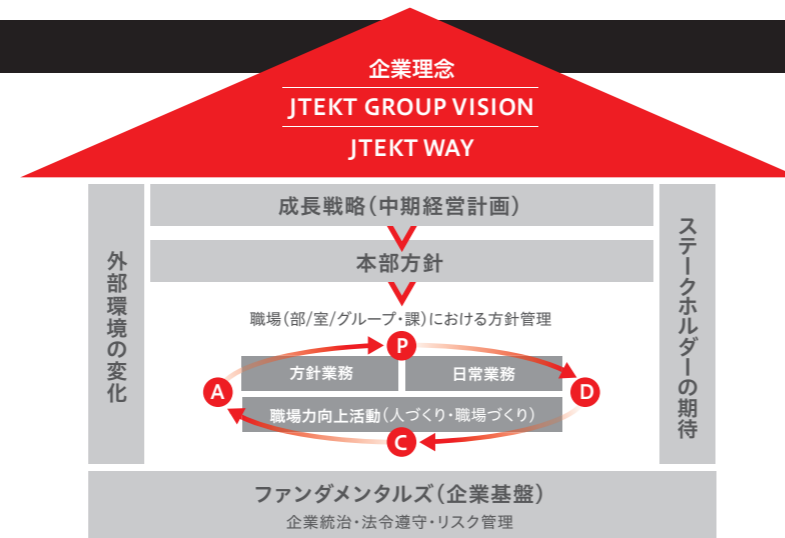 企業理念
JTEKT GROUP VISION
JTEKT WAY
成長戦略(中期経営計画)
本部方針
外部環境の変化
ステークホルダーの期待
職場(部/室/グループ・課)における方針管理
P
方針業務
日常業務
A
D
職場力向上活動(人づくり・職場づくり)
C
ファンダメンタルズ(企業基盤)
企業統治・法令遵守・リスク管理